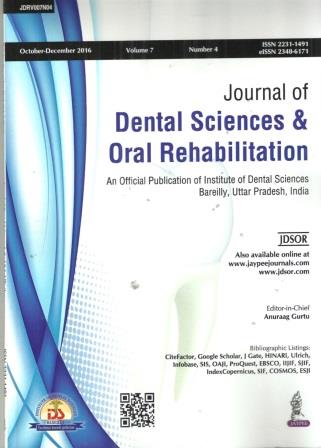 JDRV007N04
October-December 2016 Volume 7 Number 4 ISSN 2231-1491
eISSN 2348-6171
Journal of
Dental Sciences &
Oral Rehabilitation
An Official Publication of Institute of Dental Sciences
Bareilly, Uttar Pradesh, India
JDSOR
Also available online at
www.jaypeejournals.com
www.jdsor.com
Editor-in-Chief
Anuraag Gurtu
Bibliographic Listings:
CiteFactor, Google Scholar, J Gate, HINARI, Ulrich,
Infobase, SIS, OAJI, ProQuest, EBSCO, IIJIF, SJIF,
IndexCopernicus, SIF, COSMOS, ESJI
IDS
BAREILLY
JAYPEE